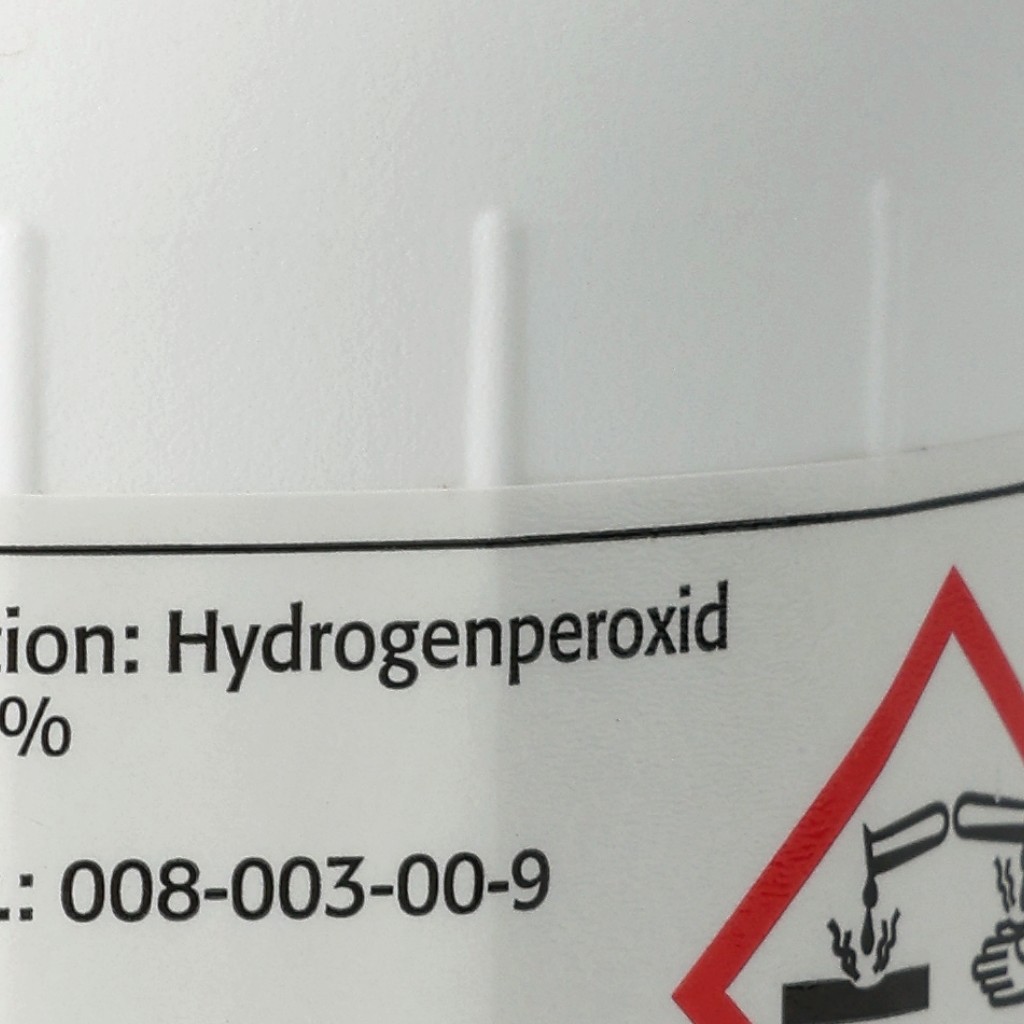 tion: Hydrogenperoxid
%
.: 008-003-00-9